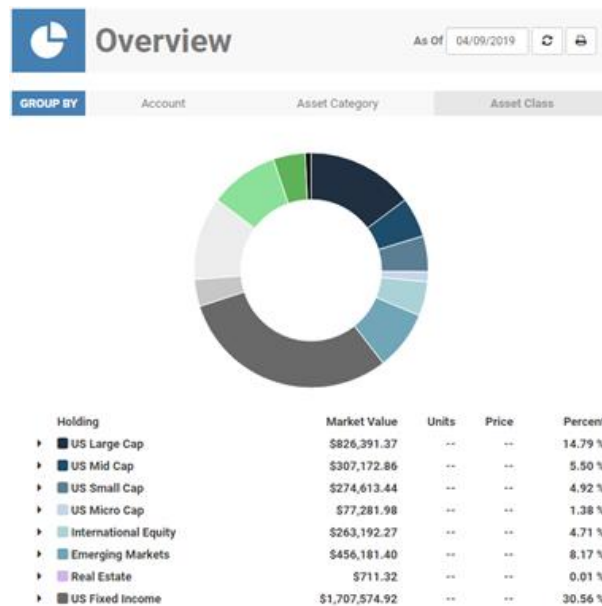 Overview As Of 04/09/2019
GROUP BY Account Asset Category Asset Class
Holding Market Value Units Price Percent
US Large Cap $826,391.37 -- -- 14.79 %
US Mid Cap $307,172.86 -- -- 5.50 %
US Small Cap $274,613.44 -- -- 4.92 %
US Micro Cap $77,281.98 -- -- 1.38 %
International Equity $263,192.27 -- -- 4.71 %
Emerging Markets $456,181.40 -- -- 8.17 %
Real Estate $711.32 -- -- 0.01 %
US Fixed Income $1,707,574.92 -- -- 30.56 %